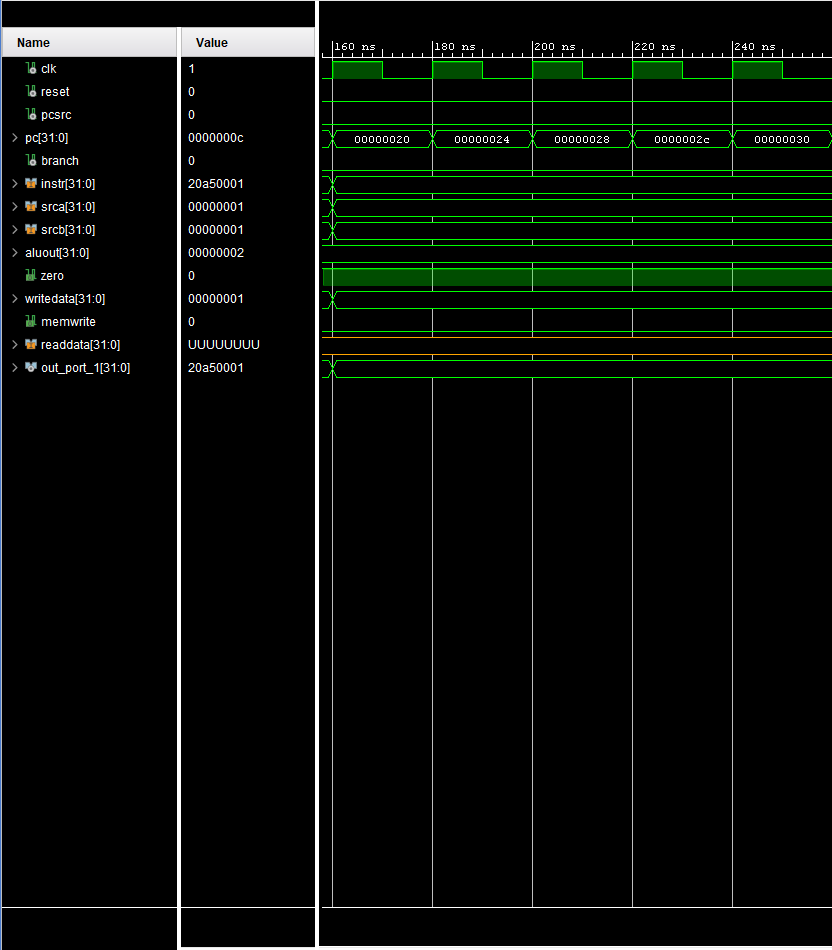 Name Value
160 ns 180 ns 200 ns 220 ns 240 ns
clk 1
reset 0
pcsrc 0
pc[31:0] 0000000c 00000020 00000024 00000028 0000002c 00000030
branch 0
instr[31:0] 20a50001
srca[31:0] 00000001
srcb[31:0] 00000001
aluout[31:0] 00000002
zero 0
writedata[31:0] 00000001
memwrite 0
readdata[31:0] UUUUUUUU
out_port_1[31:0] 20a50001